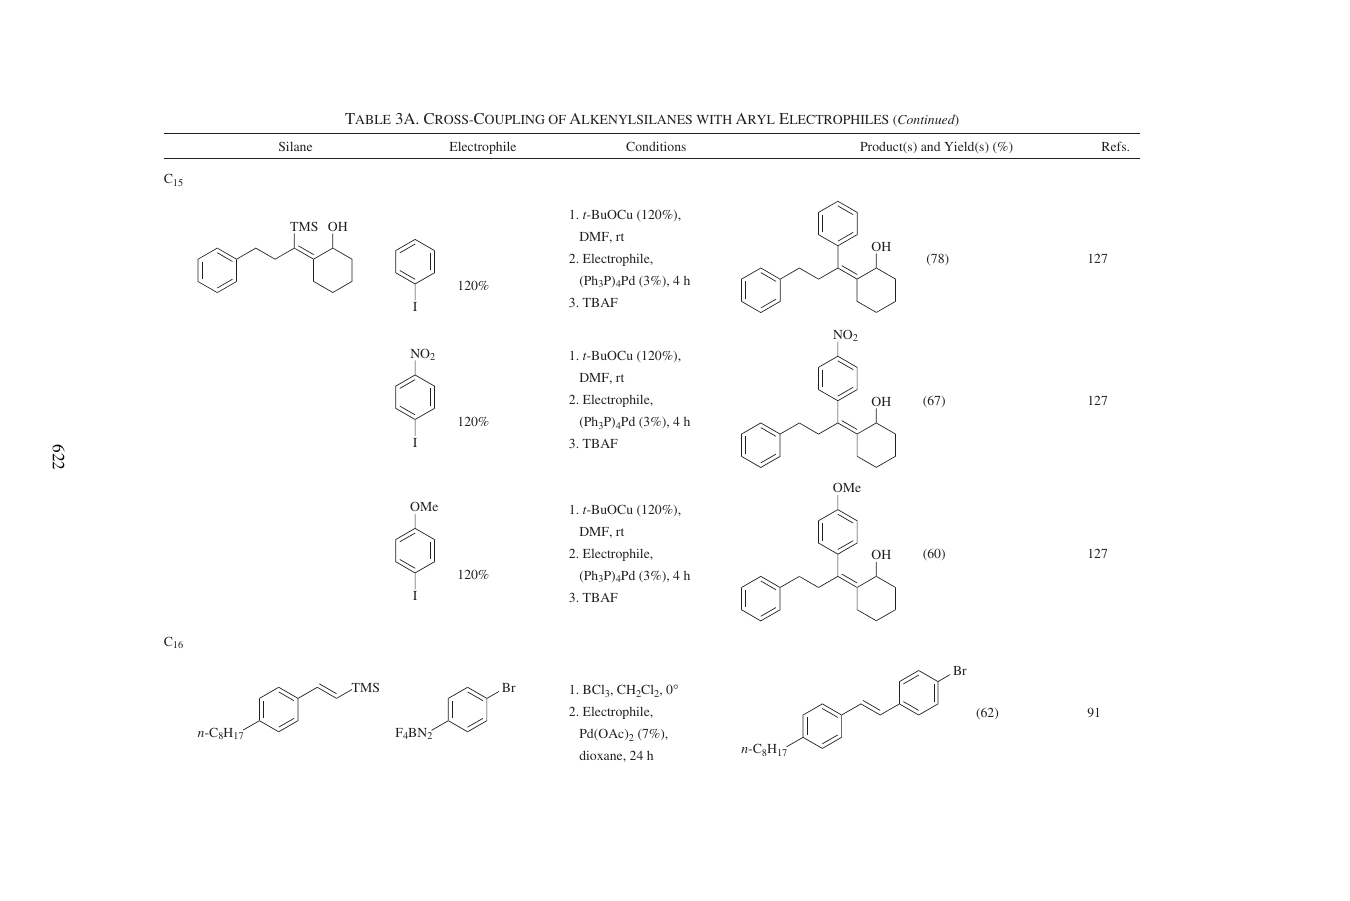 TABLE 3A. CROSS-COUPLING OF ALKENYLSILANES WITH ARYL ELECTROPHILES (Continued)
Silane Electrophile Conditions Product(s) and Yield(s) (%) Refs.
C15
TMS OH
I
120%
1. t-BuOCu (120%),
DMF, rt
2. Electrophile,
(Ph3P)4Pd (3%), 4 h
3. TBAF
OH
(78)
127
NO2
I
120%
1. t-BuOCu (120%),
DMF, rt
2. Electrophile,
(Ph3P)4Pd (3%), 4 h
3. TBAF
NO2
OH
(67)
127
622
OMe
I
120%
1. t-BuOCu (120%),
DMF, rt
2. Electrophile,
(Ph3P)4Pd (3%), 4 h
3. TBAF
OMe
OH
(60)
127
C16
TMS
n-C8H17
Br
F4BN2
1. BCl3, CH2Cl2, 0°
2. Electrophile,
Pd(OAc)2 (7%),
dioxane, 24 h
Br
n-C8H17
(62)
91